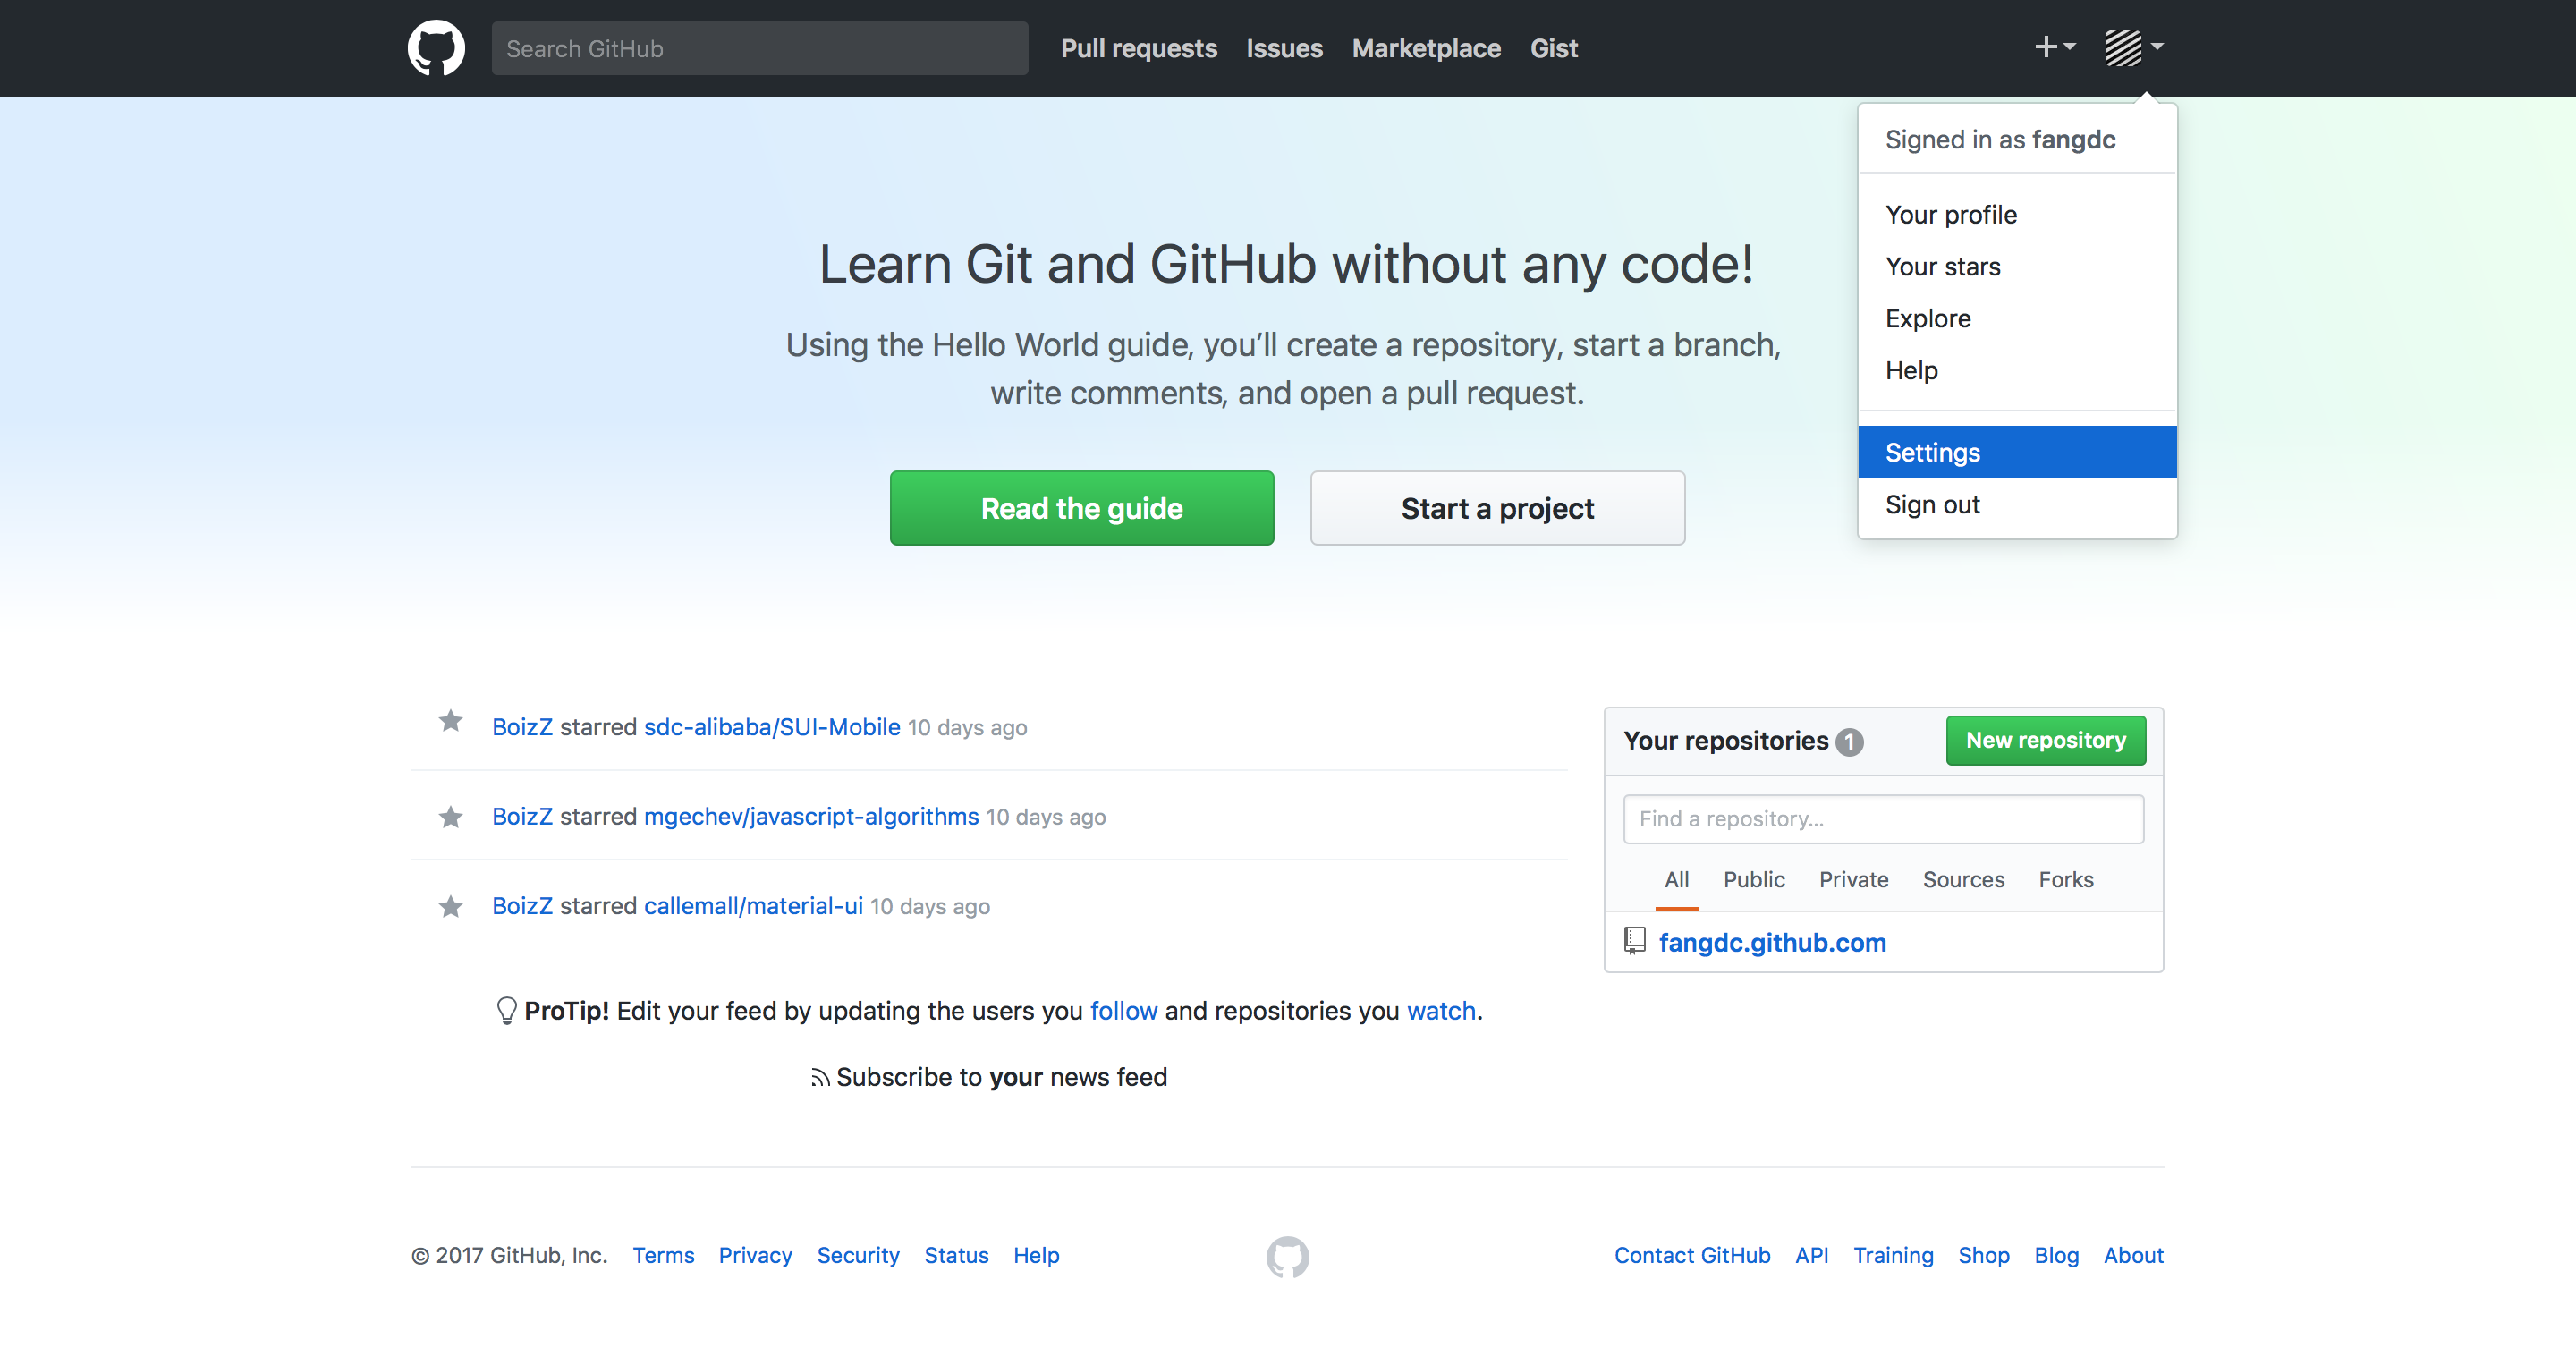 Search GitHub
Pull requests Issues Marketplace Gist
Signed in as fangdc
Your profile
Your stars
Explore
Help
Settings
Sign out
Learn Git and GitHub without any code!
Using the Hello World guide, you’ll create a repository, start a branch,
write comments, and open a pull request.
Read the guide Start a project
BoizZ starred sdc-alibaba/SUI-Mobile 10 days ago
BoizZ starred mgechev/javascript-algorithms 10 days ago
BoizZ starred callemall/material-ui 10 days ago
ProTip! Edit your feed by updating the users you follow and repositories you watch.
Subscribe to your news feed
Your repositories 1 New repository
Find a repository...
All Public Private Sources Forks
fangdc.github.com
© 2017 GitHub, Inc. Terms Privacy Security Status Help Contact GitHub API Training Shop Blog About